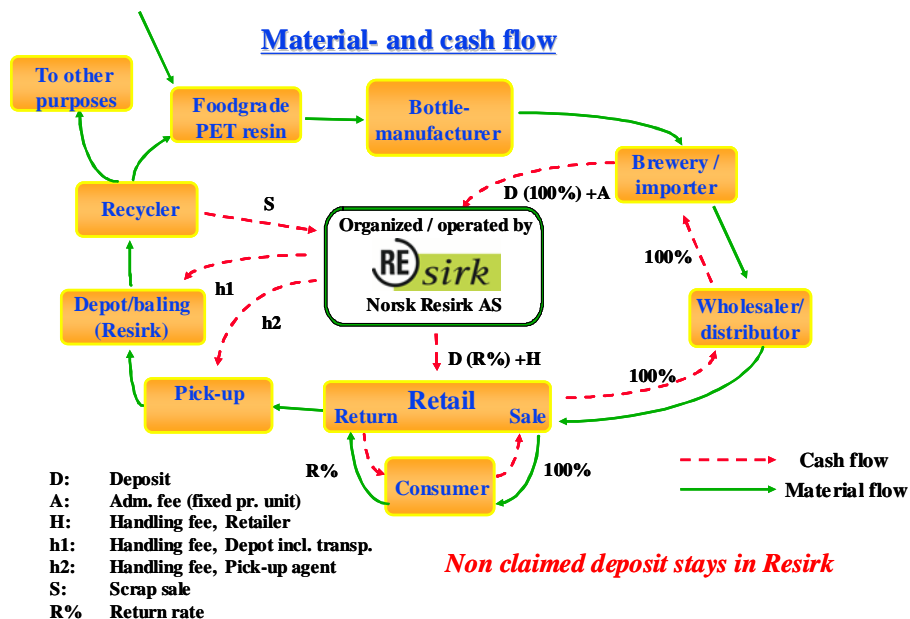 Material- and cash flow
To other
purposes
Foodgrade
PET resin
Bottle-
manufacturer
Brewery /
importer
D (100%) +A
Recycler
S
Organized / operated by
REsirk
Norsk Resirk AS
100%
h1
h2
Depot/baling
(Resirk)
Wholesaler/
distributor
D (R%) +H
100%
Pick-up
Retail
Return
Sale
R%
100%
Consumer
Cash flow
Material flow
D: Deposit
A: Adm. fee (fixed pr. unit)
H: Handling fee, Retailer
h1: Handling fee, Depot incl. transp.
h2: Handling fee, Pick-up agent
S: Scrap sale
R% Return rate
Non claimed deposit stays in Resirk